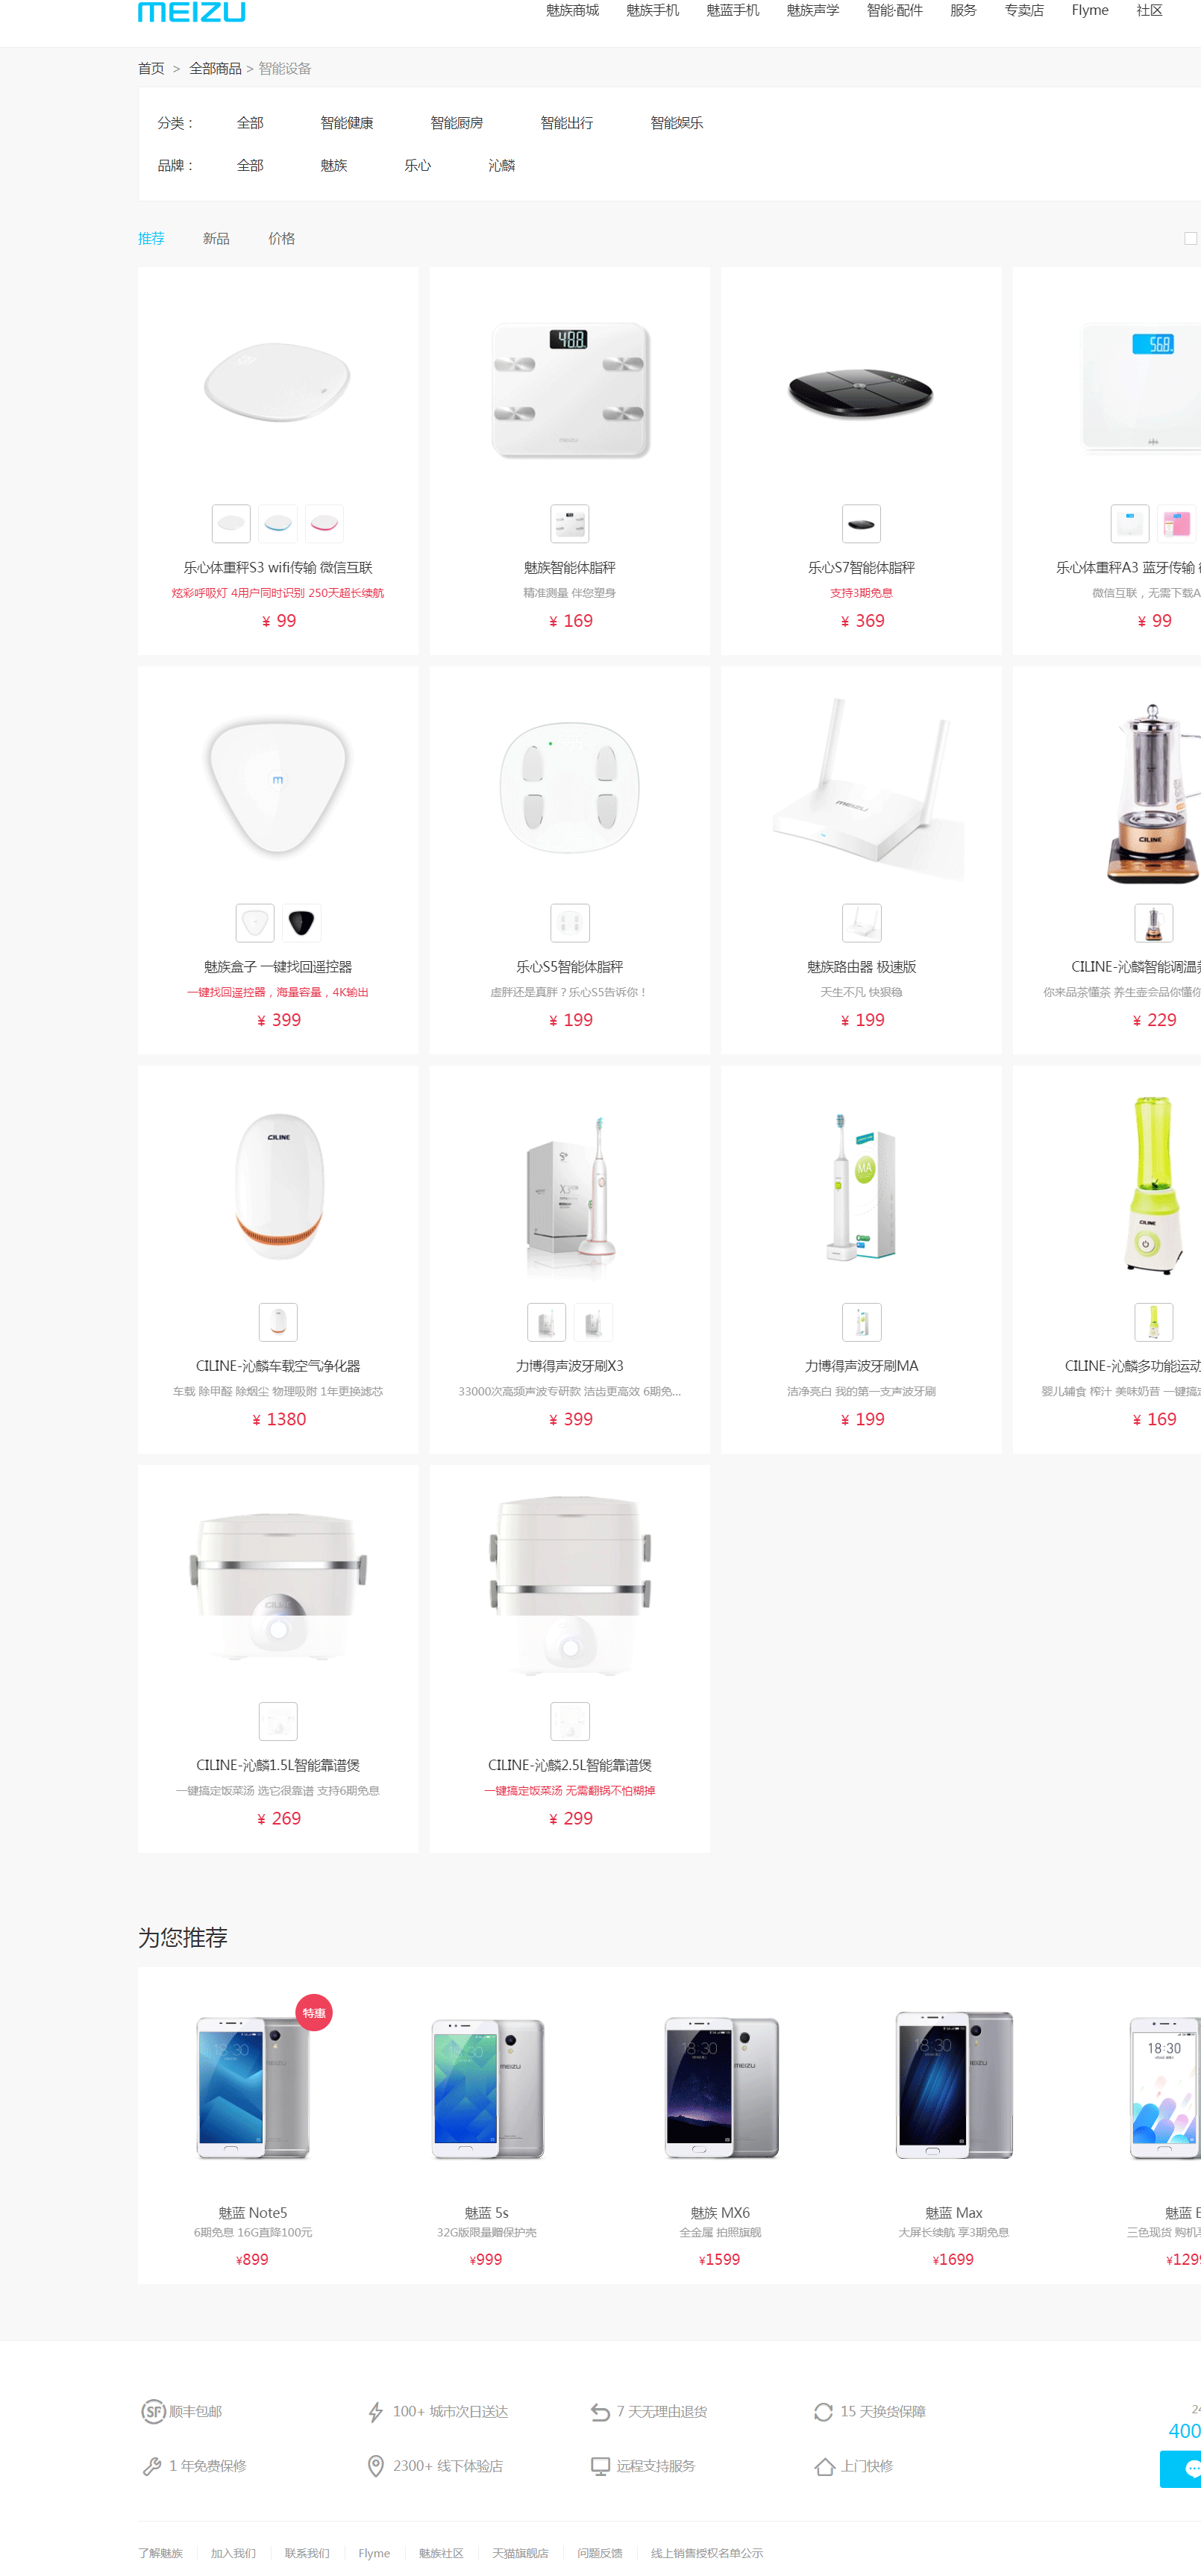 MEIZU
魅族商城 魅族手机 魅蓝手机 魅族声学 智能·配件 服务 专卖店 Flyme 社区
首页 > 全部商品 > 智能设备
分类： 全部 智能健康 智能厨房 智能出行 智能娱乐
品牌： 全部 魅族 乐心 沁麟
推荐 新品 价格
48.8
MEIZU
56.8
乐心体重秤S3 wifi传输 微信互联
炫彩呼吸灯 4用户同时识别 250天超长续航
¥ 99
魅族智能体脂秤
精准测量 伴您塑身
¥ 169
乐心S7智能体脂秤
支持3期免息
¥ 369
乐心体重秤A3 蓝牙传输
微信互联，无需下载A
¥ 99
MEIZU
CILINE
魅族盒子 一键找回遥控器
一键找回遥控器，海量容量，4K输出
¥ 399
乐心S5智能体脂秤
虚胖还是真胖？乐心S5告诉你！
¥ 199
魅族路由器 极速版
天生不凡 快狠稳
¥ 199
CILINE-沁麟智能调温
你来品茶懂茶 养生壶会品你懂你
¥ 229
CILINE
X3
MA
CILINE
CILINE-沁麟车载空气净化器
车载 除甲醛 除烟尘 物理吸附 1年更换滤芯
¥ 1380
力博得声波牙刷X3
33000次高频声波专研款 洁齿更高效 6期免...
¥ 399
力博得声波牙刷MA
洁净亮白 我的第一支声波牙刷
¥ 199
CILINE-沁麟多功能运动
婴儿辅食 榨汁 美味奶昔 一键搞定
¥ 169
CILINE
CILINE-沁麟1.5L智能靠谱煲
一键搞定饭菜汤 选它很靠谱 支持6期免息
¥ 269
CILINE-沁麟2.5L智能靠谱煲
一键搞定饭菜汤 无需翻锅不怕糊掉
¥ 299
为您推荐
特惠
18:30
MEIZU
18:30
MEIZU
18:30
MEIZU
18:30
魅蓝 Note5
6期免息 16G直降100元
¥899
魅蓝 5s
32G版限量赠保护壳
¥999
魅族 MX6
全金属 拍照旗舰
¥1599
魅蓝 Max
大屏长续航 享3期免息
¥1699
魅蓝 E
三色现货 购机
¥1299
SF 顺丰包邮
100+ 城市次日送达
7 天无理由退货
15 天换货保障
24
400
1 年免费保修
2300+ 线下体验店
远程支持服务
上门快修
了解魅族 加入我们 联系我们 Flyme 魅族社区 天猫旗舰店 问题反馈 线上销售授权名单公示